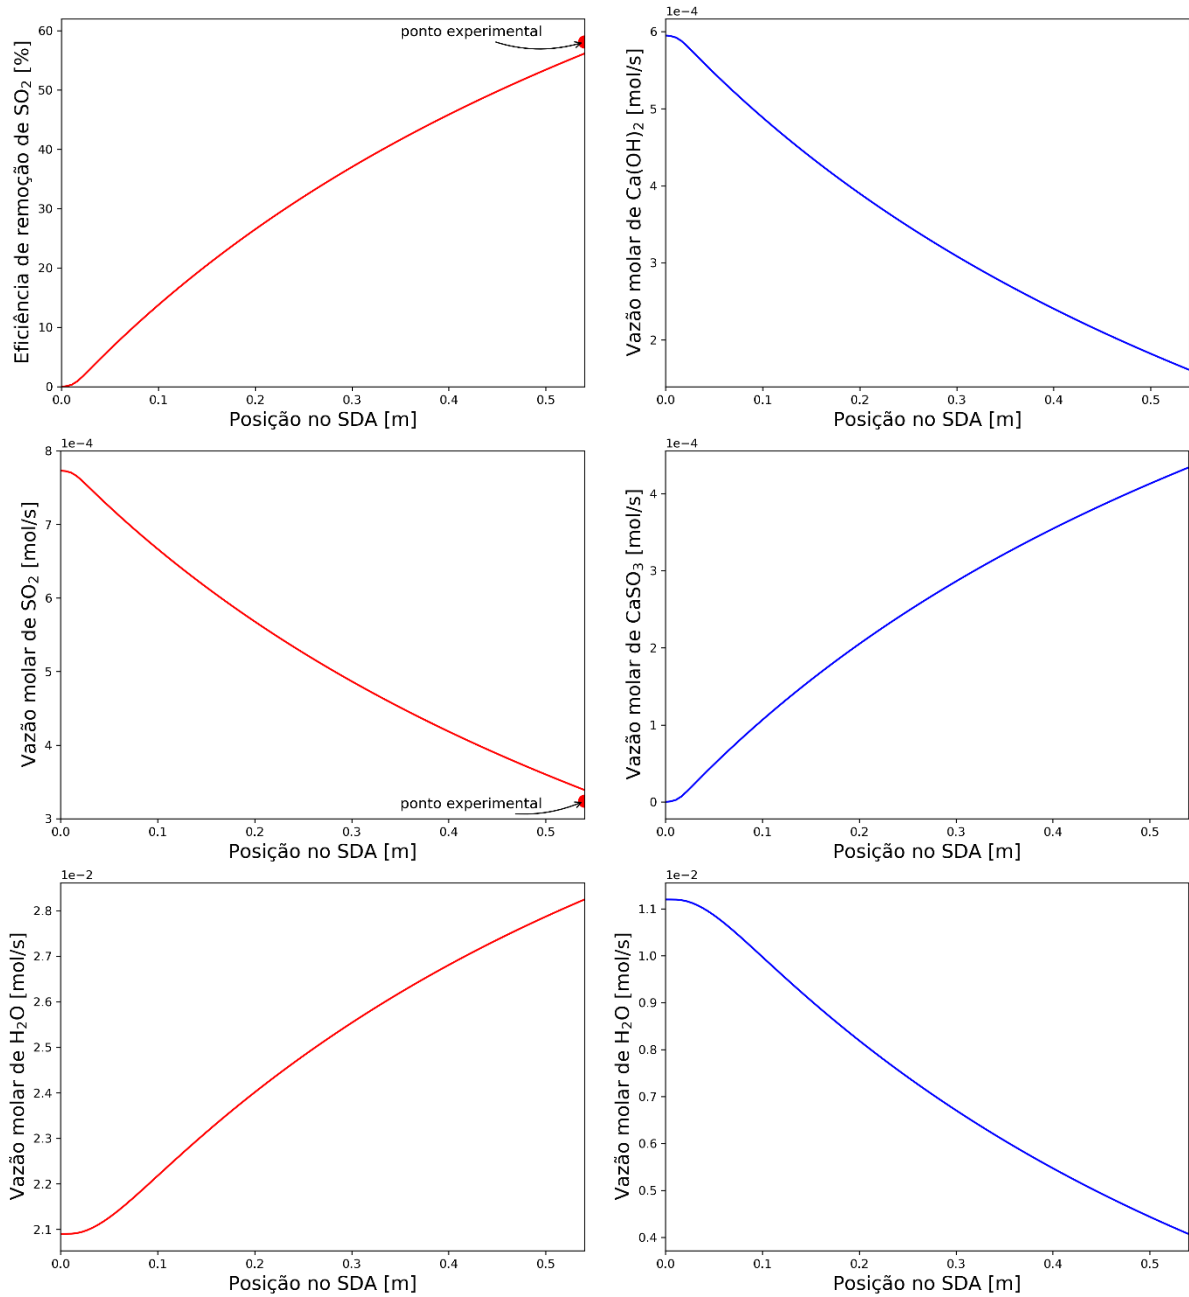 Eficiência de remoção de SO₂ [%]
60
50
40
30
20
10
0
ponto experimental
0.0 0.1 0.2 0.3 0.4 0.5
Posição no SDA [m]
1e−4
Vazão molar de Ca(OH)₂ [mol/s]
6
5
4
3
2
0.0 0.1 0.2 0.3 0.4 0.5
Posição no SDA [m]
1e−4
Vazão molar de SO₂ [mol/s]
8
7
6
5
4
3
ponto experimental
0.0 0.1 0.2 0.3 0.4 0.5
Posição no SDA [m]
1e−4
Vazão molar de CaSO₃ [mol/s]
4
3
2
1
0
0.0 0.1 0.2 0.3 0.4 0.5
Posição no SDA [m]
1e−2
Vazão molar de H₂O [mol/s]
2.8
2.7
2.6
2.5
2.4
2.3
2.2
2.1
0.0 0.1 0.2 0.3 0.4 0.5
Posição no SDA [m]
1e−2
Vazão molar de H₂O [mol/s]
1.1
1.0
0.9
0.8
0.7
0.6
0.5
0.4
0.0 0.1 0.2 0.3 0.4 0.5
Posição no SDA [m]